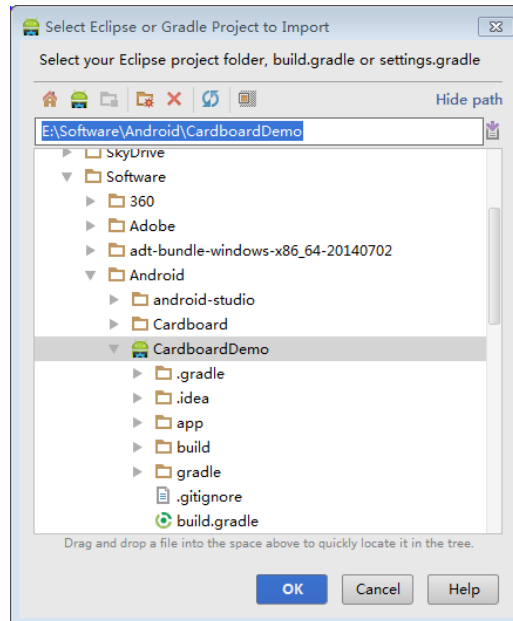 Select Eclipse or Gradle Project to Import
Select your Eclipse project folder, build.gradle or settings.gradle
Hide path
E:\Software\Android\CardboardDemo
SkyDrive
Software
360
Adobe
adt-bundle-windows-x86_64-20140702
Android
android-studio
Cardboard
CardboardDemo
.gradle
.idea
app
build
gradle
.gitignore
build.gradle
Drag and drop a file into the space above to quickly locate it in the tree.
OK Cancel Help